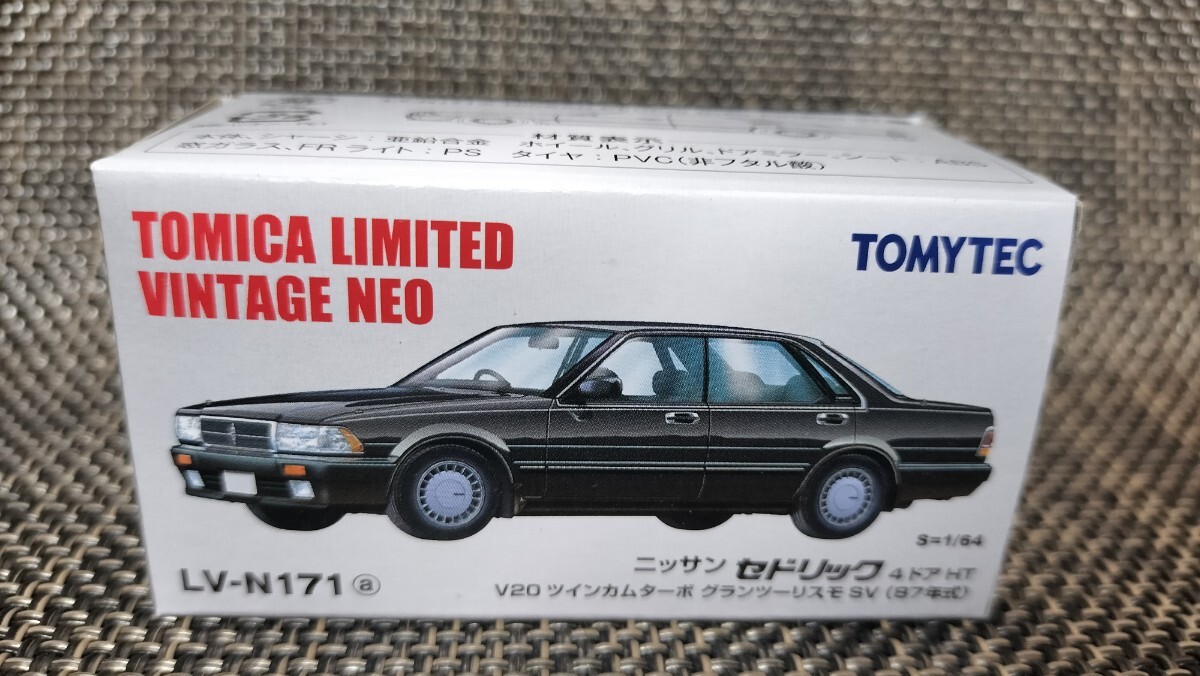 材質表示
本体、シャーシ：亜鉛合金 ホイール、グリル、ドアミラー、シート：ABS
窓ガラス、FRライト：PS タイヤ：PVC(非フタル酸)
TOMICA LIMITED
VINTAGE NEO
TOMYTEC
S=1/64
LV-N171 ⓐ
ニッサン セドリック 4ドアHT
V20 ツインカムターボ グランツーリスモSV (87年式)